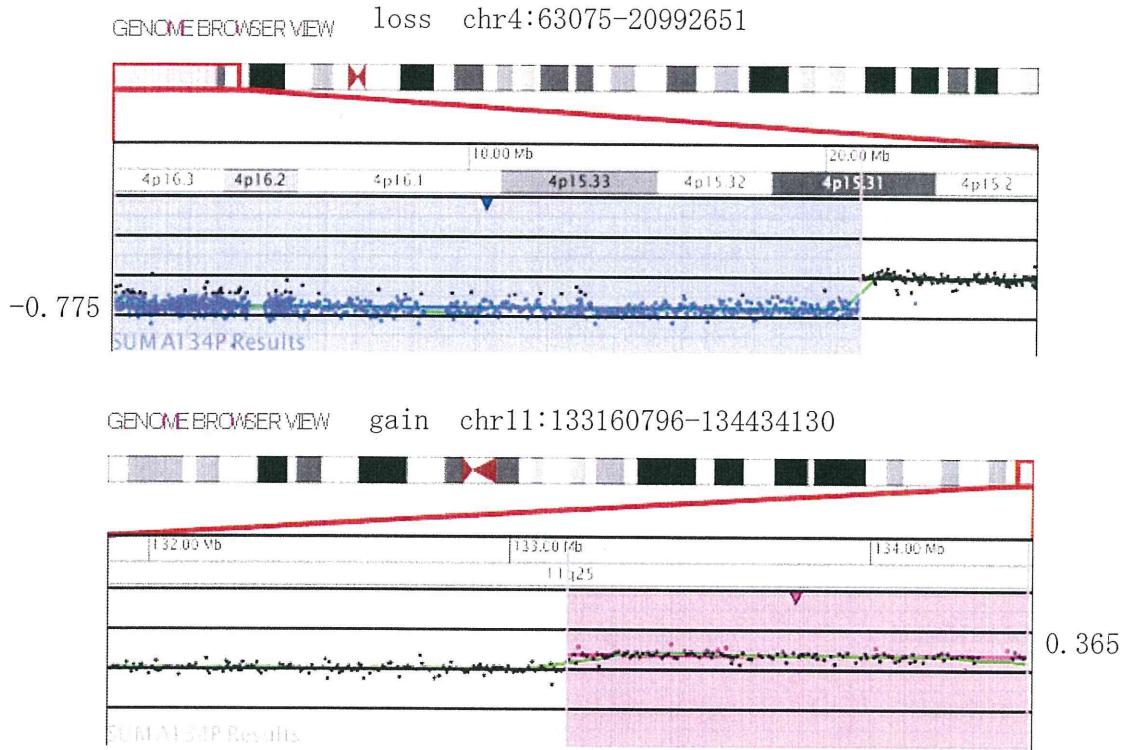 GENOME BROWSER VIEW loss chr4:63075-20992651
10.00 Mb 20.00 Mb
4p16.3 4p16.2 4p16.1 4p15.33 4p15.32 4p15.31 4p15.2
-0.775
SUMA134P Results
GENOME BROWSER VIEW gain chr11:133160796-134434130
132.00 Mb 133.00 Mb 134.00 Mb
11q25
0.365
SUMA134P Results